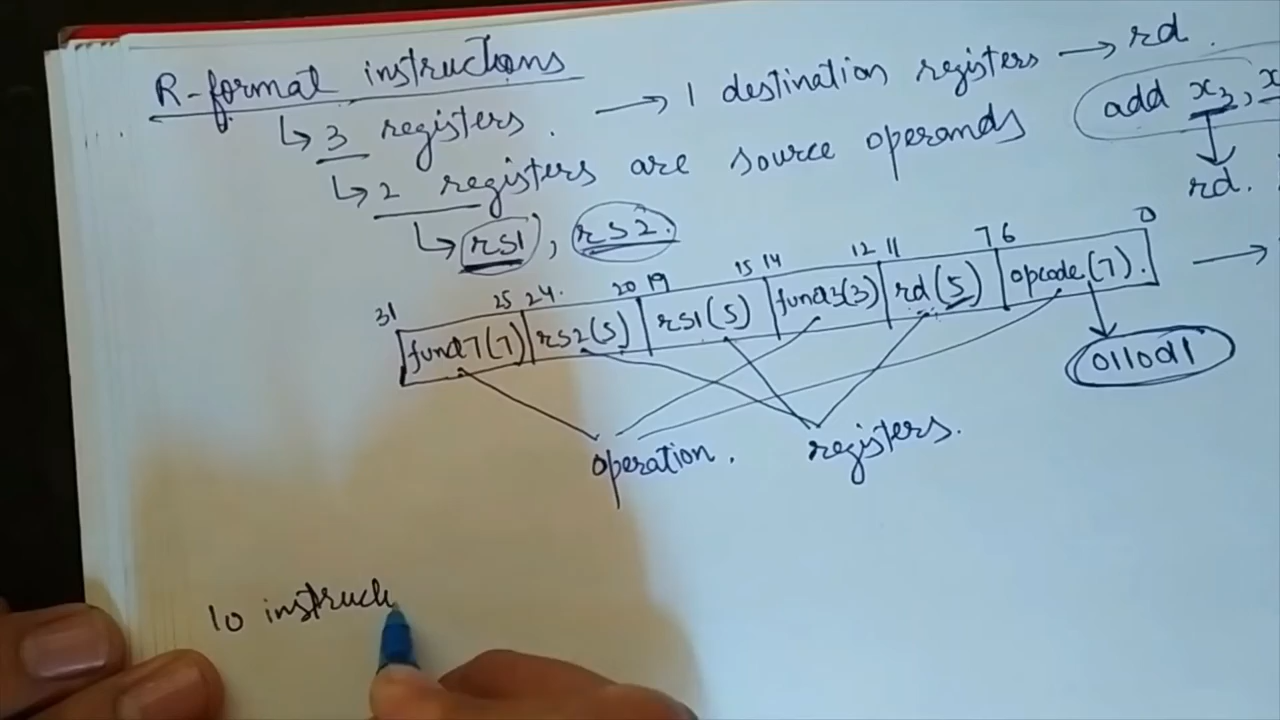 R-format instructions
↳ 3 registers. → 1 destination registers → rd.
add x3, x
↳ 2 registers are source operands
rd.
↳ rs1, rs2.
31 25 24. 20 19 15 14 12 11 7 6 0
funct7(7) rs2(5) rs1(5) funct3(3) rd(5) opcode(7). →
0110011
operation. registers.
10 instruct